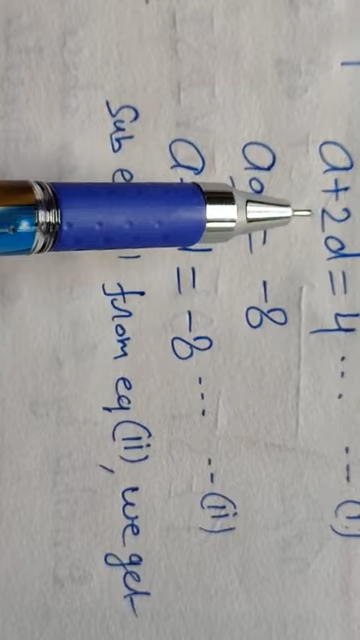 a+2d=4 ... ---(i)
= -8
= -8 ... --(ii)
Sub from eq(ii), we get